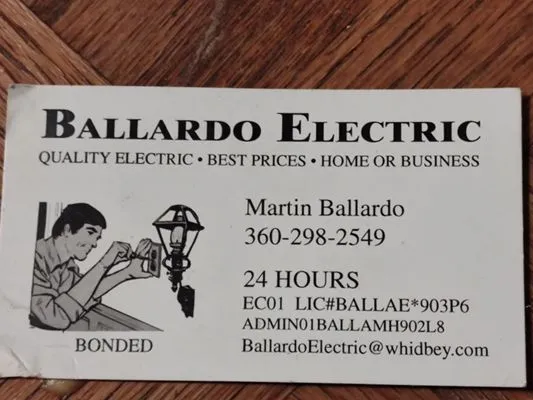 BALLARDO ELECTRIC
QUALITY ELECTRIC • BEST PRICES • HOME OR BUSINESS
Martin Ballardo
360-298-2549
24 HOURS
EC01 LIC#BALLAE*903P6
ADMIN01BALLAMH902L8
BONDED
BallardoElectric@whidbey.com